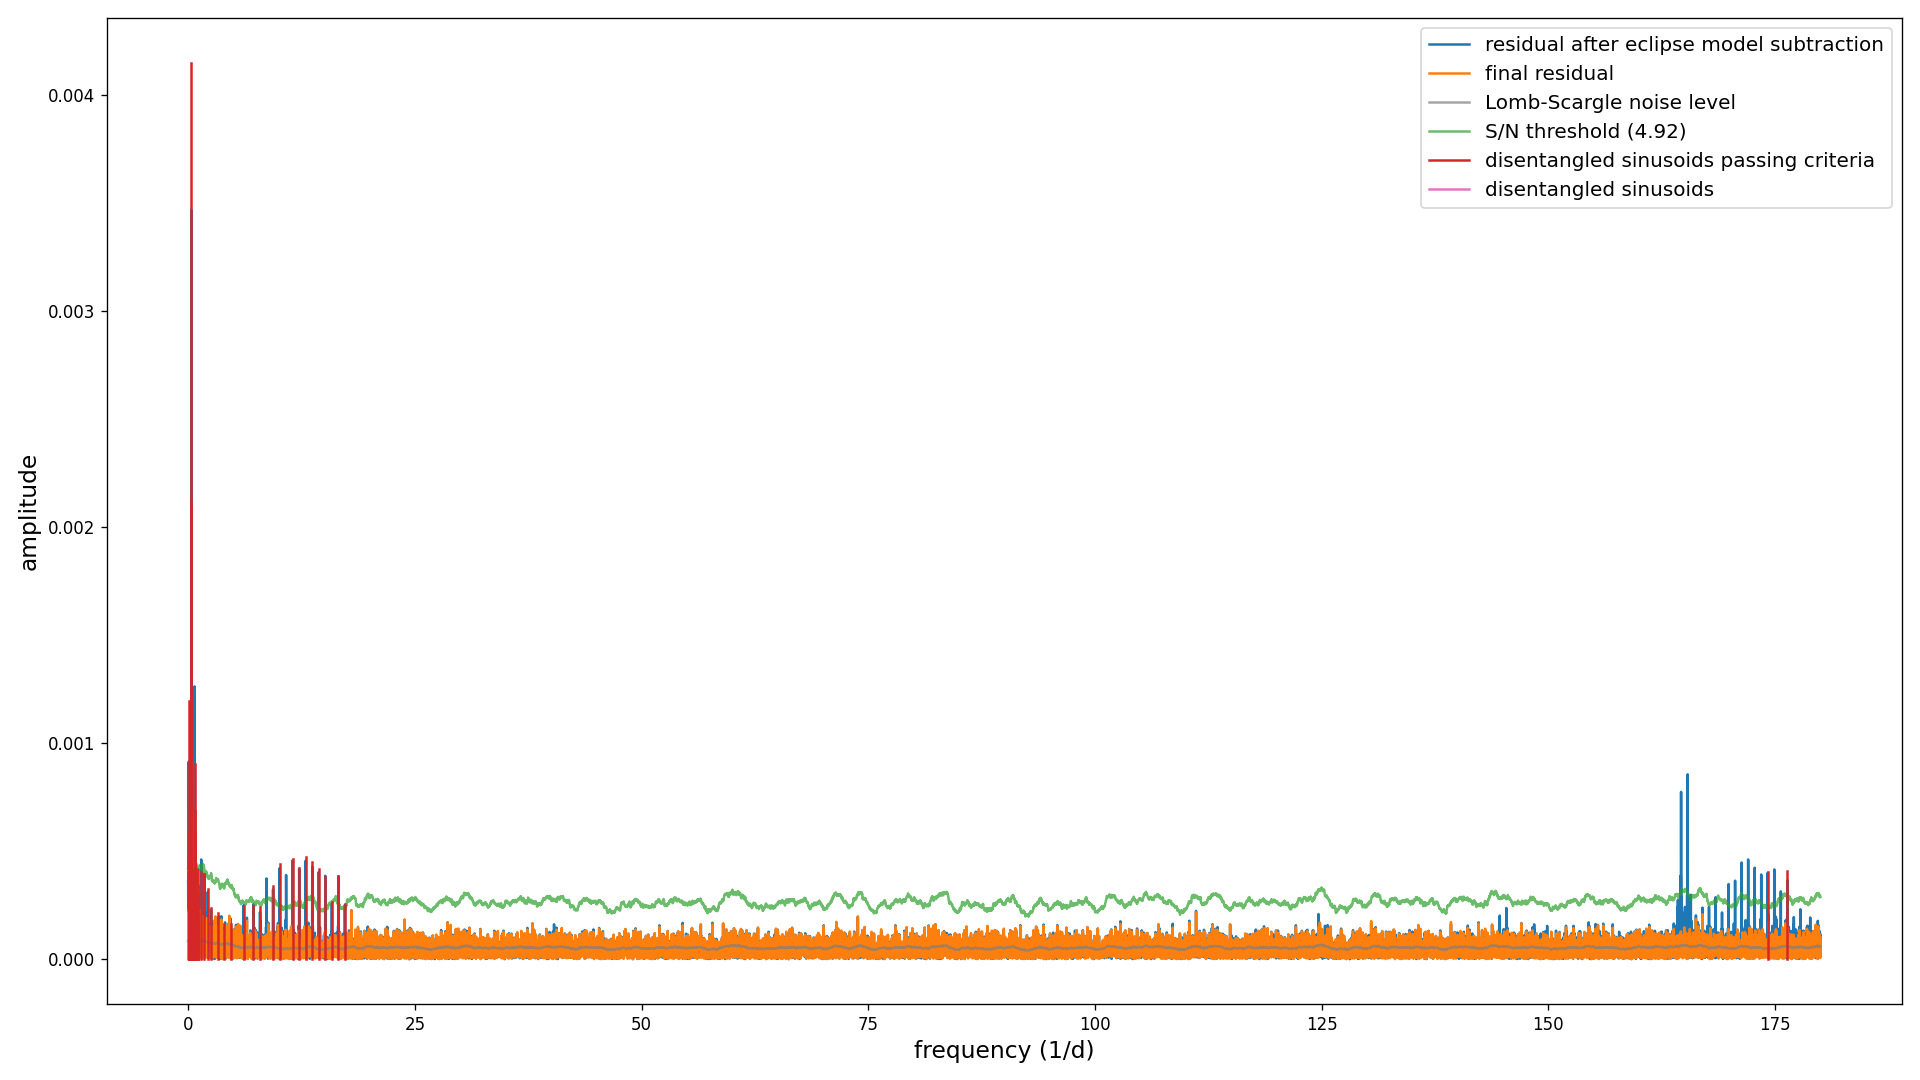 residual after eclipse model subtraction
final residual
Lomb-Scargle noise level
S/N threshold (4.92)
disentangled sinusoids passing criteria
disentangled sinusoids
0.004
0.003
0.002
0.001
0.000
amplitude
0 25 50 75 100 125 150 175
frequency (1/d)